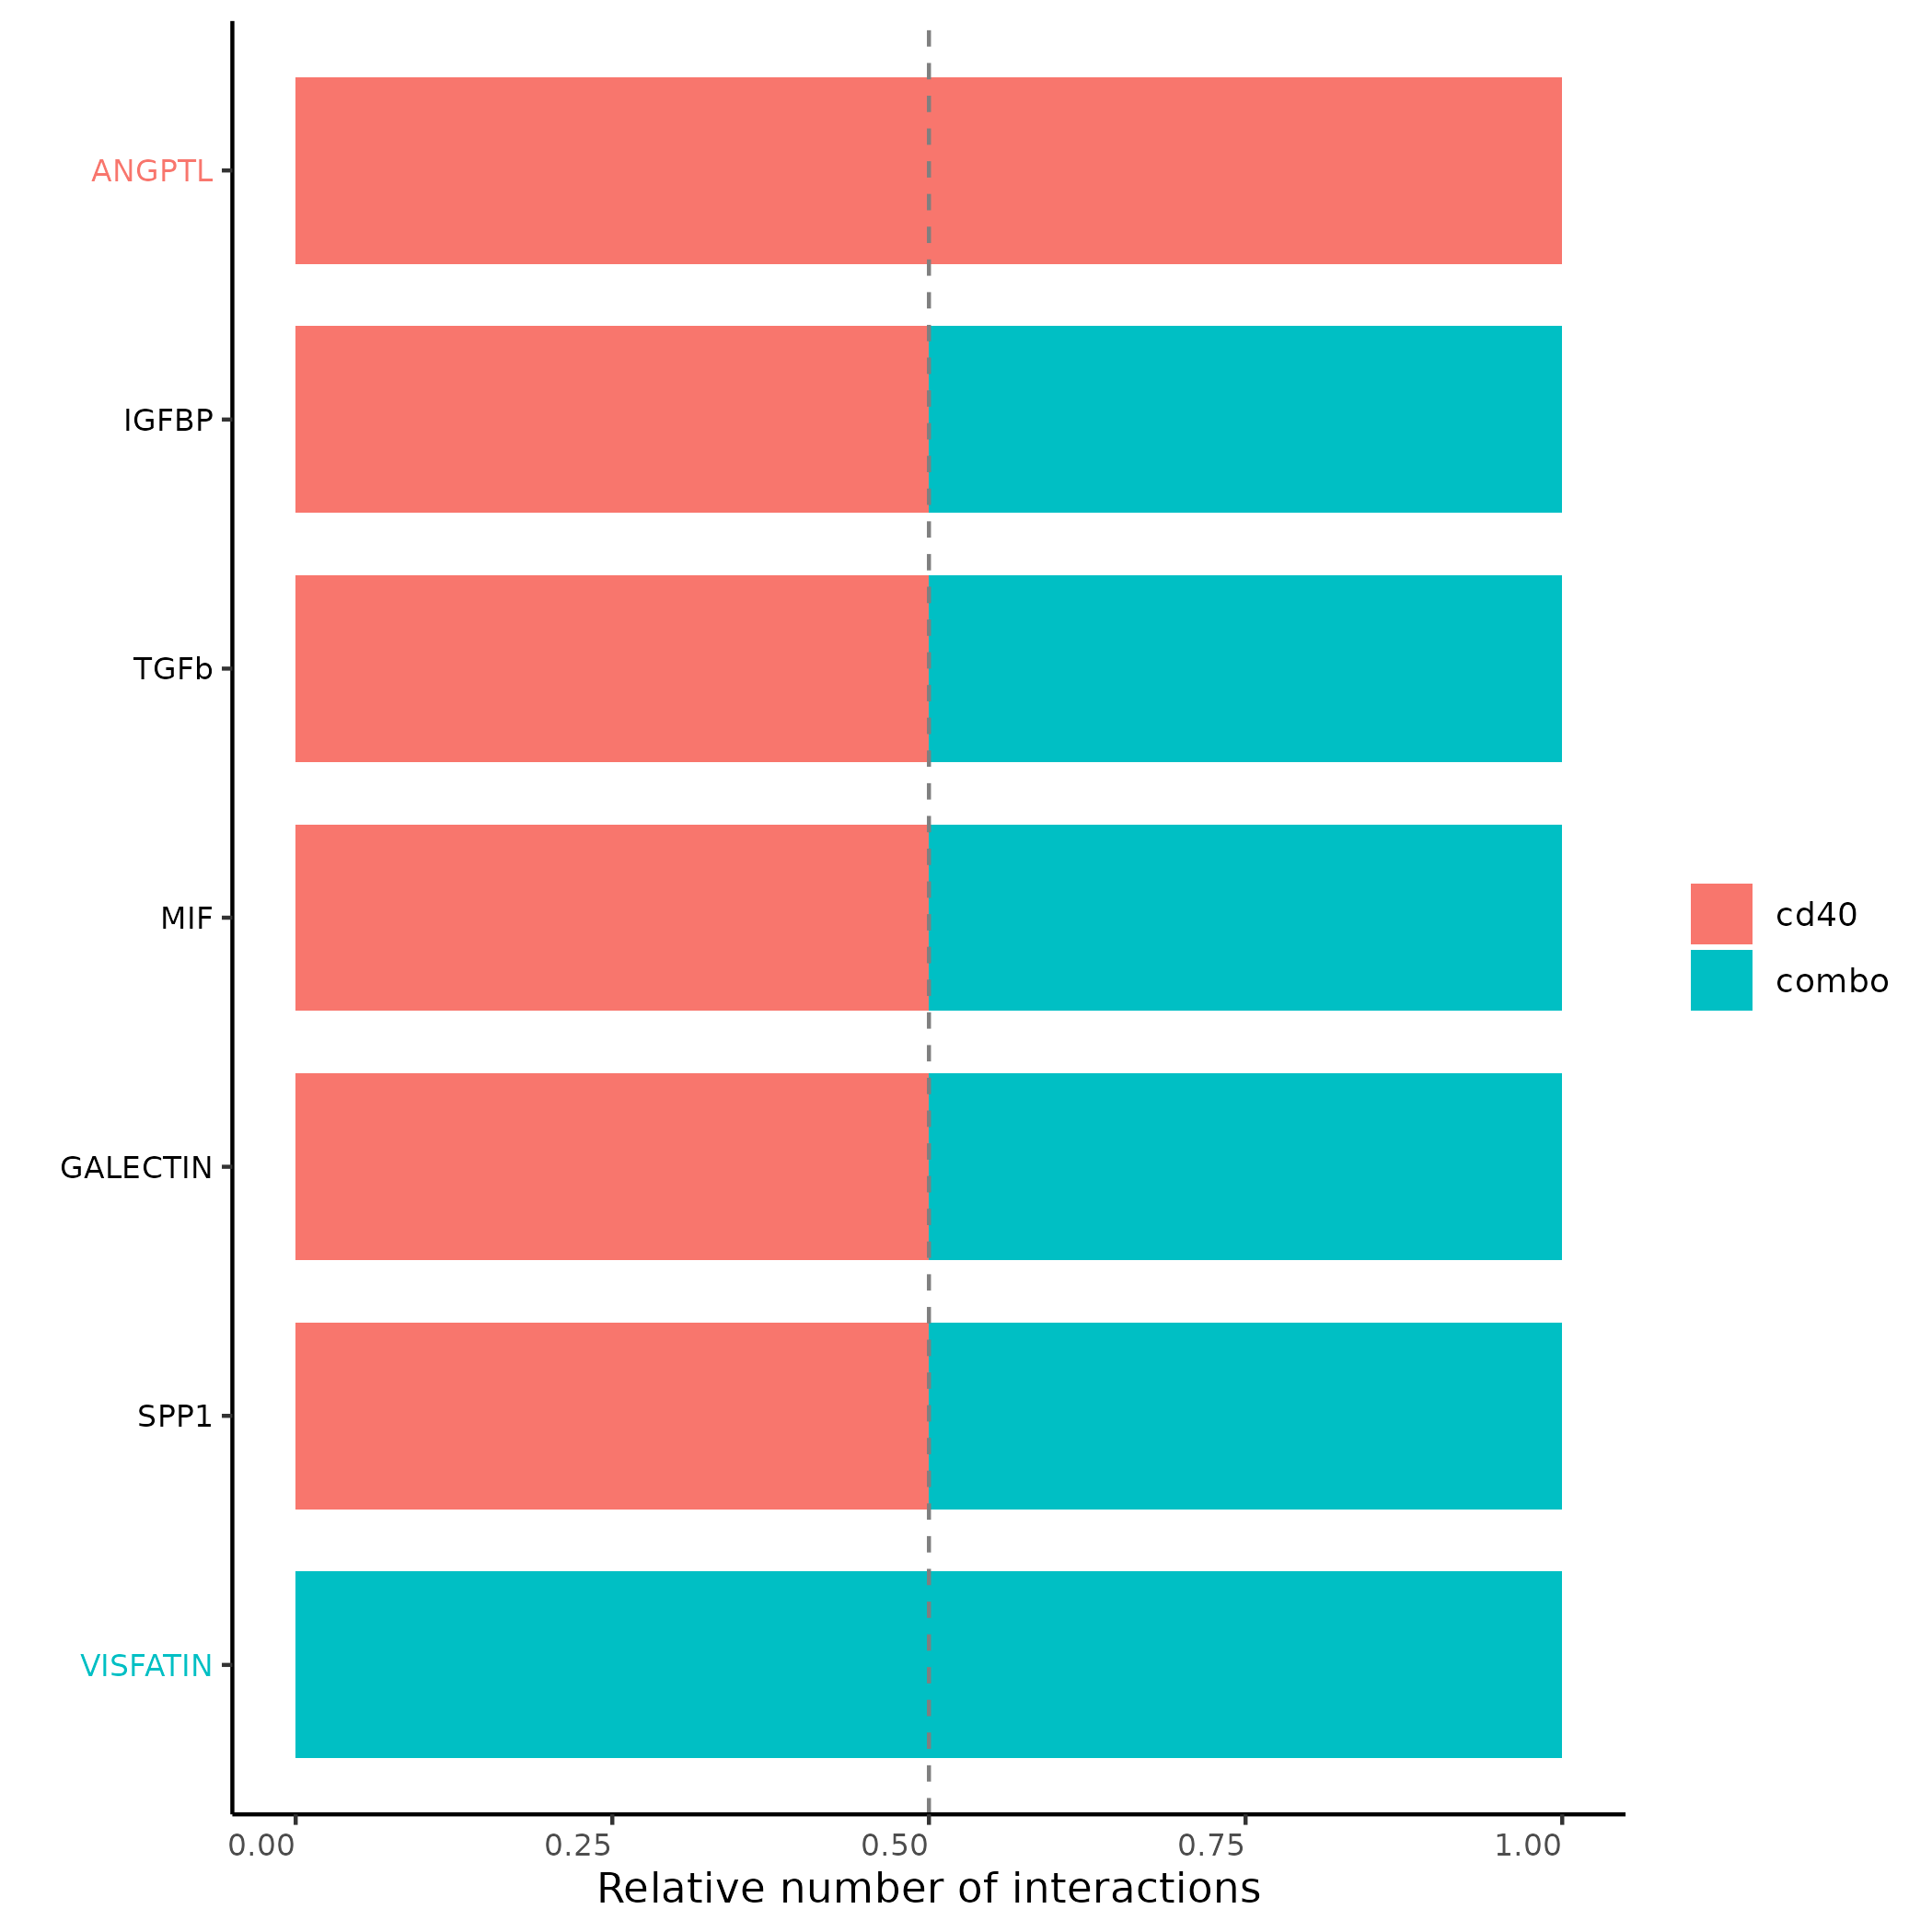 ANGPTL
IGFBP
TGFb
MIF
GALECTIN
SPP1
VISFATIN
cd40
combo
0.00 0.25 0.50 0.75 1.00
Relative number of interactions